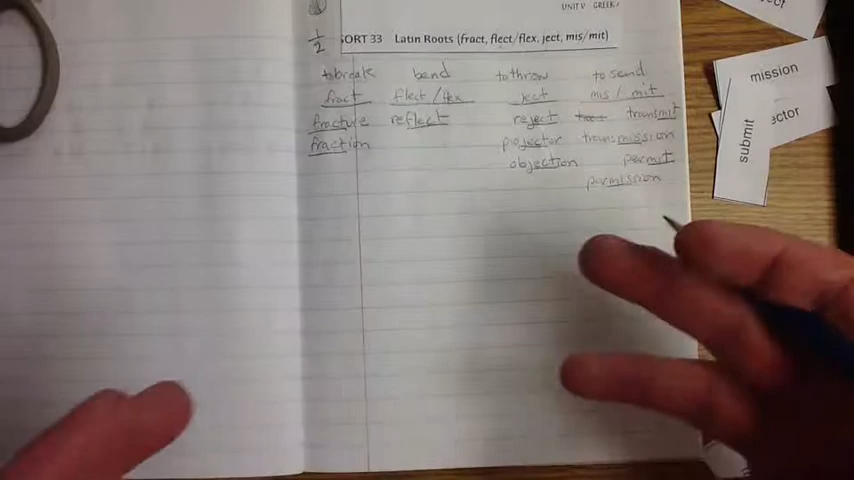 UNIT V GREEK/
SORT 33 Latin Roots (fract, flect/flex, ject, mis/mit)
1/2
to break bend to throw to send
fract flect/flex ject mis / mit
fracture reflect reject transmit
fraction projector transmission
objection permit
permission
mission
ector
submit